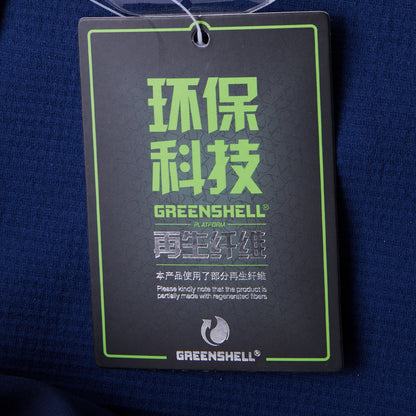 环保
科技
GREENSHELL®
PLATFORM
再生纤维
本产品使用了部分再生纤维
Please kindly note that the product is
partially made with regenerated fibers
GREENSHELL®